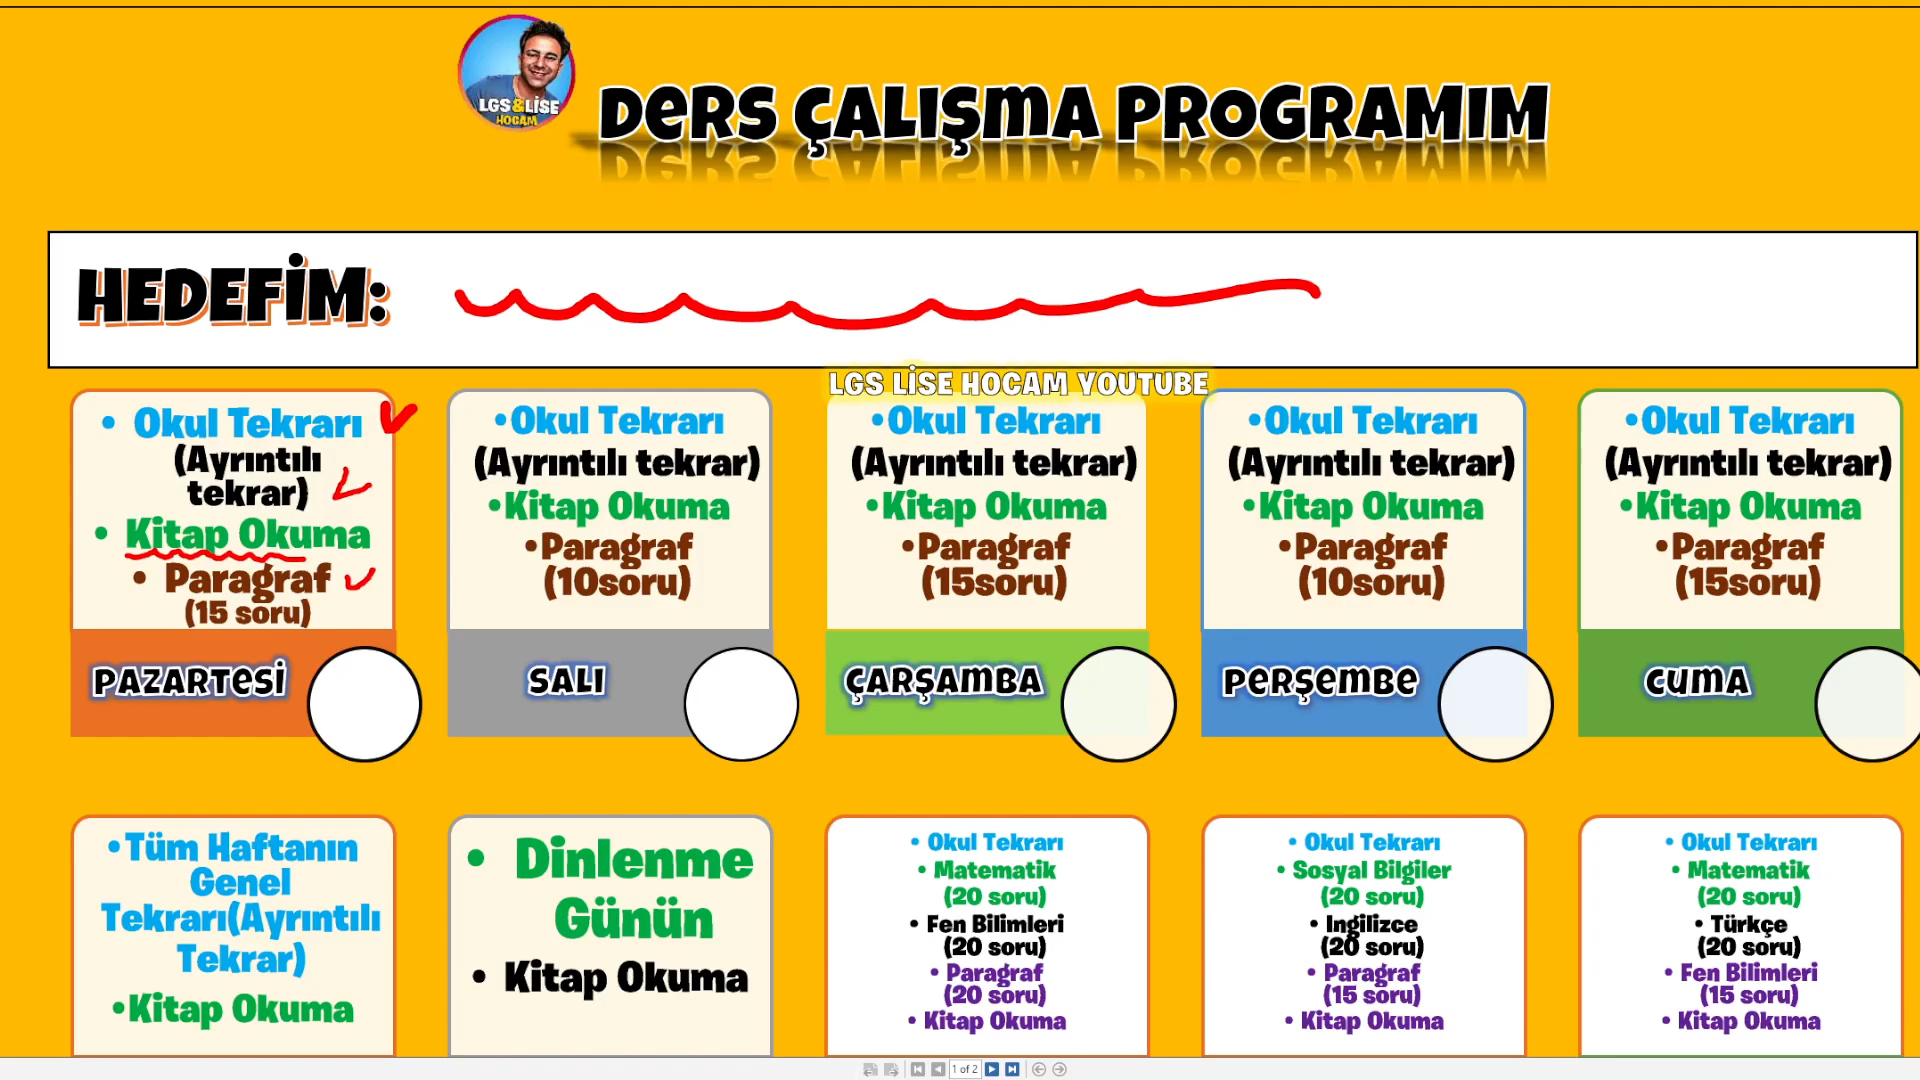 LGS&LİSE
HOCAM
DERS ÇALIŞMA PROGRAMIM
HEDEFİM:
LGS LİSE HOCAM YOUTUBE
• Okul Tekrarı
(Ayrıntılı
tekrar)
• Kitap Okuma
• Paragraf
(15 soru)
PAZARTESİ
•Okul Tekrarı
(Ayrıntılı tekrar)
•Kitap Okuma
•Paragraf
(10soru)
SALI
•Okul Tekrarı
(Ayrıntılı tekrar)
•Kitap Okuma
•Paragraf
(15soru)
ÇARŞAMBA
•Okul Tekrarı
(Ayrıntılı tekrar)
•Kitap Okuma
•Paragraf
(10soru)
PERŞEMBE
•Okul Tekrarı
(Ayrıntılı tekrar)
•Kitap Okuma
•Paragraf
(15soru)
CUMA
•Tüm Haftanın
Genel
Tekrarı(Ayrıntılı
Tekrar)
•Kitap Okuma
• Dinlenme
Günün
• Kitap Okuma
• Okul Tekrarı
• Matematik
(20 soru)
• Fen Bilimleri
(20 soru)
• Paragraf
(20 soru)
• Kitap Okuma
• Okul Tekrarı
• Sosyal Bilgiler
(20 soru)
• Ingilizce
(20 soru)
• Paragraf
(15 soru)
• Kitap Okuma
• Okul Tekrarı
• Matematik
(20 soru)
• Türkçe
(20 soru)
• Fen Bilimleri
(15 soru)
• Kitap Okuma
1 of 2